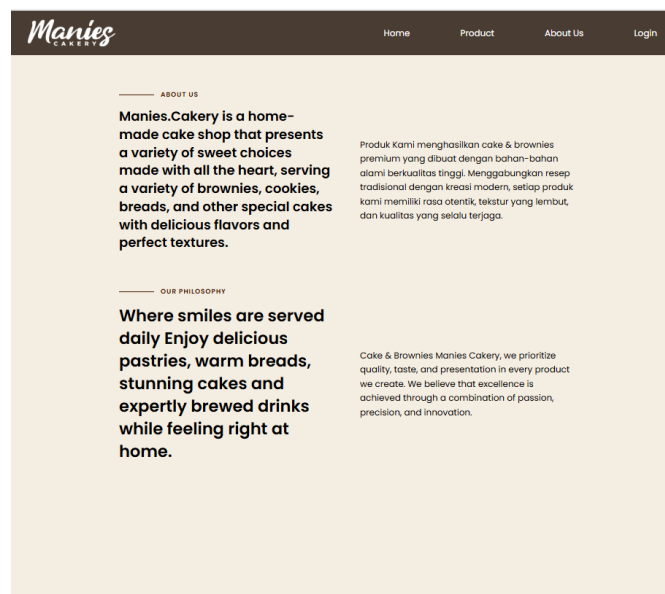 Manies
CAKERY
Home Product About Us Login
ABOUT US
Manies.Cakery is a home-
made cake shop that presents
a variety of sweet choices
made with all the heart, serving
a variety of brownies, cookies,
breads, and other special cakes
with delicious flavors and
perfect textures.
Produk Kami menghasilkan cake & brownies
premium yang dibuat dengan bahan-bahan
alami berkualitas tinggi. Menggabungkan resep
tradisional dengan kreasi modern, setiap produk
kami memiliki rasa otentik, tekstur yang lembut,
dan kualitas yang selalu terjaga.
OUR PHILOSOPHY
Where smiles are served
daily Enjoy delicious
pastries, warm breads,
stunning cakes and
expertly brewed drinks
while feeling right at
home.
Cake & Brownies Manies Cakery, we prioritize
quality, taste, and presentation in every product
we create. We believe that excellence is
achieved through a combination of passion,
precision, and innovation.